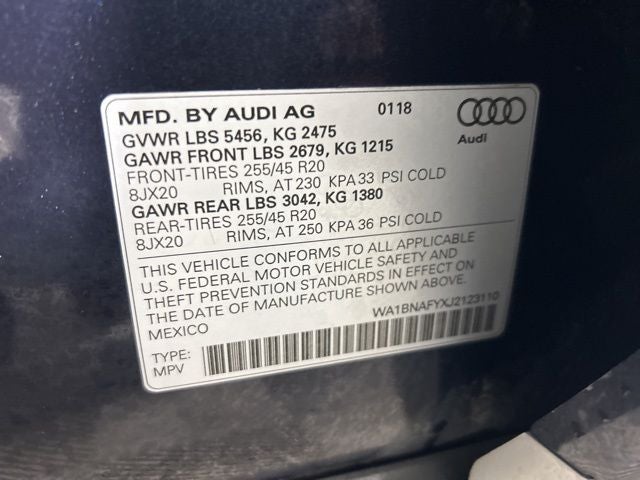 MFD. BY AUDI AG 0118
GVWR LBS 5456, KG 2475
GAWR FRONT LBS 2679, KG 1215
FRONT-TIRES 255/45 R20
8JX20 RIMS, AT 230 KPA 33 PSI COLD
GAWR REAR LBS 3042, KG 1380
REAR-TIRES 255/45 R20
8JX20 RIMS, AT 250 KPA 36 PSI COLD
Audi
THIS VEHICLE CONFORMS TO ALL APPLICABLE
U.S. FEDERAL MOTOR VEHICLE SAFETY AND
THEFT PREVENTION STANDARDS IN EFFECT ON
THE DATE OF MANUFACTURE SHOWN ABOVE.
MEXICO WA1BNAFYXJ2123110
TYPE:
MPV